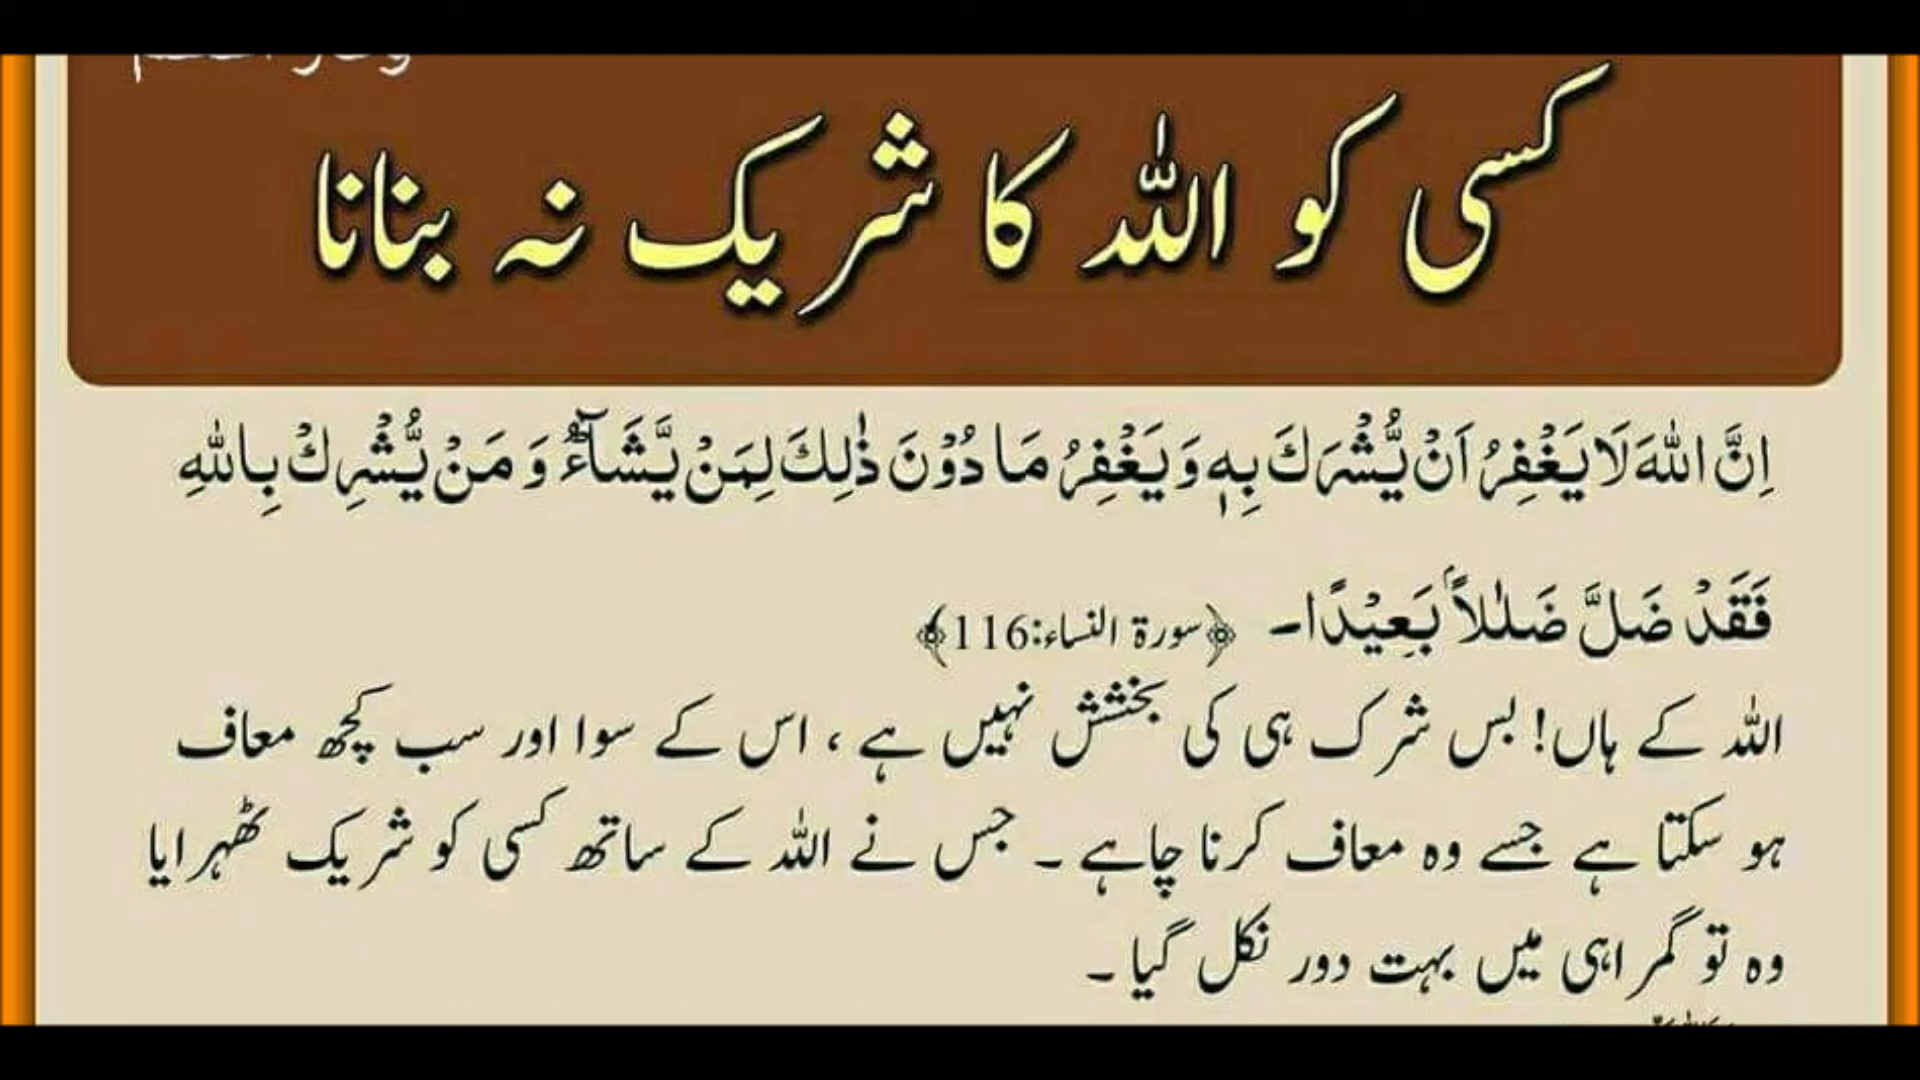 کسی کو اللہ کا شریک نہ بنانا
اِنَّ اللّٰهَ لَا یَغْفِرُ اَنْ یُّشْرَكَ بِهٖ وَ یَغْفِرُ مَا دُوْنَ ذٰلِكَ لِمَنْ یَّشَآءُؕ وَ مَنْ یُّشْرِكْ بِاللّٰهِ
فَقَدْ ضَلَّ ضَلٰلاًۢ بَعِیْدًا۔ ﴿سورۃ النساء:116﴾
اللہ کے ہاں! بس شرک ہی کی بخشش نہیں ہے ، اس کے سوا اور سب کچھ معاف
ہو سکتا ہے جسے وہ معاف کرنا چاہے ۔ جس نے اللہ کے ساتھ کسی کو شریک ٹھہرایا
وہ تو گمراہی میں بہت دور نکل گیا ۔